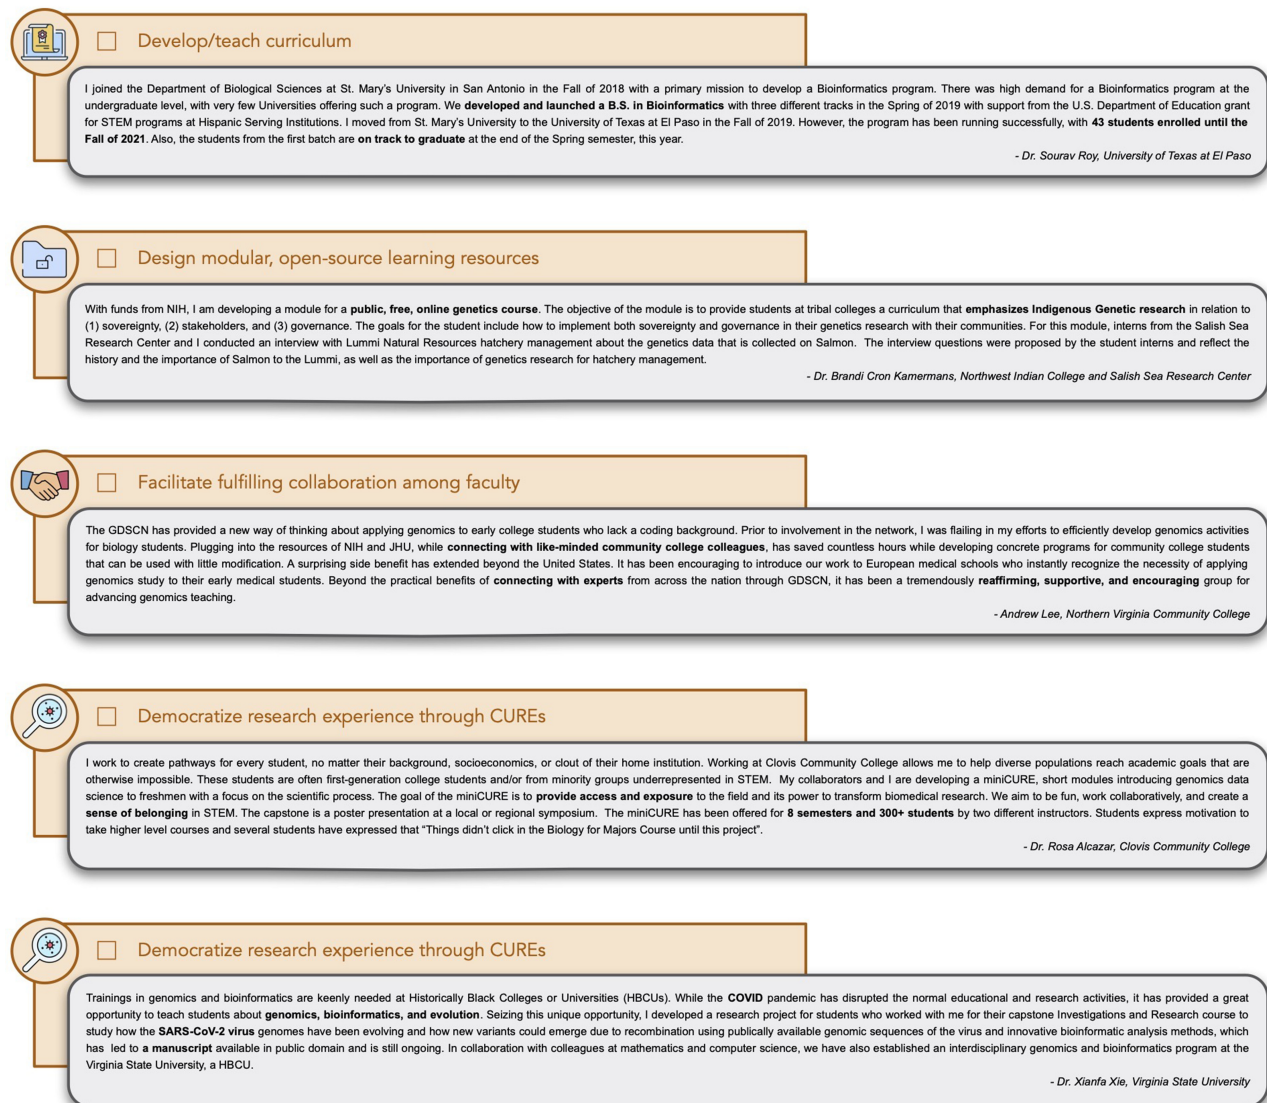 Develop/teach curriculum
I joined the Department of Biological Sciences at St. Mary's University in San Antonio in the Fall of 2018 with a primary mission to develop a Bioinformatics program. There was high demand for a Bioinformatics program at the
undergraduate level, with very few Universities offering such a program. We developed and launched a B.S. in Bioinformatics with three different tracks in the Spring of 2019 with support from the U.S. Department of Education grant
for STEM programs at Hispanic Serving Institutions. I moved from St. Mary's University to the University of Texas at El Paso in the Fall of 2019. However, the program has been running successfully, with 43 students enrolled until the
Fall of 2021. Also, the students from the first batch are on track to graduate at the end of the Spring semester, this year.
- Dr. Sourav Roy, University of Texas at El Paso
Design modular, open-source learning resources
With funds from NIH, I am developing a module for a public, free, online genetics course. The objective of the module is to provide students at tribal colleges a curriculum that emphasizes Indigenous Genetic research in relation to
(1) sovereignty, (2) stakeholders, and (3) governance. The goals for the student include how to implement both sovereignty and governance in their genetics research with their communities. For this module, interns from the Salish Sea
Research Center and I conducted an interview with Lummi Natural Resources hatchery management about the genetics data that is collected on Salmon. The interview questions were proposed by the student interns and reflect the
history and the importance of Salmon to the Lummi, as well as the importance of genetics research for hatchery management.
- Dr. Brandi Cron Kamermans, Northwest Indian College and Salish Sea Research Center
Facilitate fulfilling collaboration among faculty
The GDSCN has provided a new way of thinking about applying genomics to early college students who lack a coding background. Prior to involvement in the network, I was flailing in my efforts to efficiently develop genomics activities
for biology students. Plugging into the resources of NIH and JHU, while connecting with like-minded community college colleagues, has saved countless hours while developing concrete programs for community college students
that can be used with little modification. A surprising side benefit has extended beyond the United States. It has been encouraging to introduce our work to European medical schools who instantly recognize the necessity of applying
genomics study to their early medical students. Beyond the practical benefits of connecting with experts from across the nation through GDSCN, it has been a tremendously reaffirming, supportive, and encouraging group for
advancing genomics teaching.
- Andrew Lee, Northern Virginia Community College
Democratize research experience through CUREs
I work to create pathways for every student, no matter their background, socioeconomics, or clout of their home institution. Working at Clovis Community College allows me to help diverse populations reach academic goals that are
otherwise impossible. These students are often first-generation college students and/or from minority groups underrepresented in STEM. My collaborators and I are developing a miniCURE, short modules introducing genomics data
science to freshmen with a focus on the scientific process. The goal of the miniCURE is to provide access and exposure to the field and its power to transform biomedical research. We aim to be fun, work collaboratively, and create a
sense of belonging in STEM. The capstone is a poster presentation at a local or regional symposium. The miniCURE has been offered for 8 semesters and 300+ students by two different instructors. Students express motivation to
take higher level courses and several students have expressed that “Things didn't click in the Biology for Majors Course until this project”.
- Dr. Rosa Alcazar, Clovis Community College
Democratize research experience through CUREs
Trainings in genomics and bioinformatics are keenly needed at Historically Black Colleges or Universities (HBCUs). While the COVID pandemic has disrupted the normal educational and research activities, it has provided a great
opportunity to teach students about genomics, bioinformatics, and evolution. Seizing this unique opportunity, I developed a research project for students who worked with me for their capstone Investigations and Research course to
study how the SARS-CoV-2 virus genomes have been evolving and how new variants could emerge due to recombination using publically available genomic sequences of the virus and innovative bioinformatic analysis methods, which
has led to a manuscript available in public domain and is still ongoing. In collaboration with colleagues at mathematics and computer science, we have also established an interdisciplinary genomics and bioinformatics program at the
Virginia State University, a HBCU.
- Dr. Xianfa Xie, Virginia State University